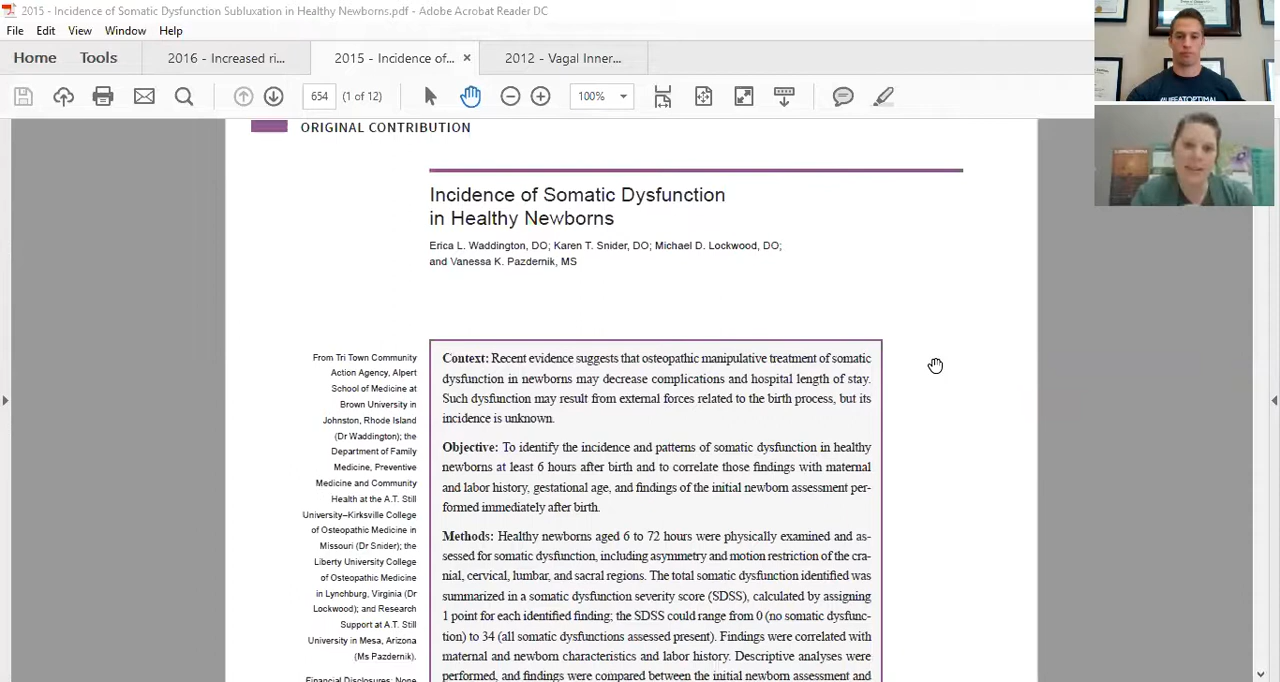 2015 - Incidence of Somatic Dysfunction Subluxation in Healthy Newborns.pdf - Adobe Acrobat Reader DC
File Edit View Window Help
Home Tools 2016 - Increased ri... 2015 - Incidence of... × 2012 - Vagal Inner...
654 (1 of 12) 100%
#LIFEATOPTIMAL
ORIGINAL CONTRIBUTION
Incidence of Somatic Dysfunction
in Healthy Newborns
Erica L. Waddington, DO; Karen T. Snider, DO; Michael D. Lockwood, DO;
and Vanessa K. Pazdernik, MS
From Tri Town Community
Action Agency, Alpert
School of Medicine at
Brown University in
Johnston, Rhode Island
(Dr Waddington); the
Department of Family
Medicine, Preventive
Medicine and Community
Health at the A.T. Still
University–Kirksville College
of Osteopathic Medicine in
Missouri (Dr Snider); the
Liberty University College
of Osteopathic Medicine
in Lynchburg, Virginia (Dr
Lockwood); and Research
Support at A.T. Still
University in Mesa, Arizona
(Ms Pazdernik).
Financial Disclosures: None
Context: Recent evidence suggests that osteopathic manipulative treatment of somatic
dysfunction in newborns may decrease complications and hospital length of stay.
Such dysfunction may result from external forces related to the birth process, but its
incidence is unknown.
Objective: To identify the incidence and patterns of somatic dysfunction in healthy
newborns at least 6 hours after birth and to correlate those findings with maternal
and labor history, gestational age, and findings of the initial newborn assessment per-
formed immediately after birth.
Methods: Healthy newborns aged 6 to 72 hours were physically examined and as-
sessed for somatic dysfunction, including asymmetry and motion restriction of the cra-
nial, cervical, lumbar, and sacral regions. The total somatic dysfunction identified was
summarized in a somatic dysfunction severity score (SDSS), calculated by assigning
1 point for each identified finding; the SDSS could range from 0 (no somatic dysfunc-
tion) to 34 (all somatic dysfunctions assessed present). Findings were correlated with
maternal and newborn characteristics and labor history. Descriptive analyses were
performed, and findings were compared between the initial newborn assessment and